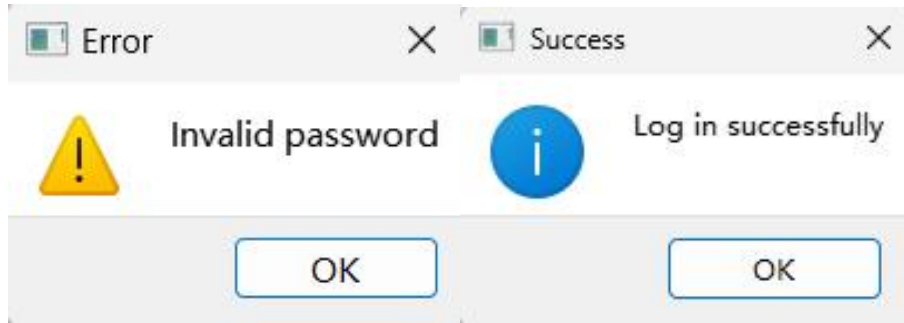 Error
Invalid password
OK
Success
Log in successfully
OK